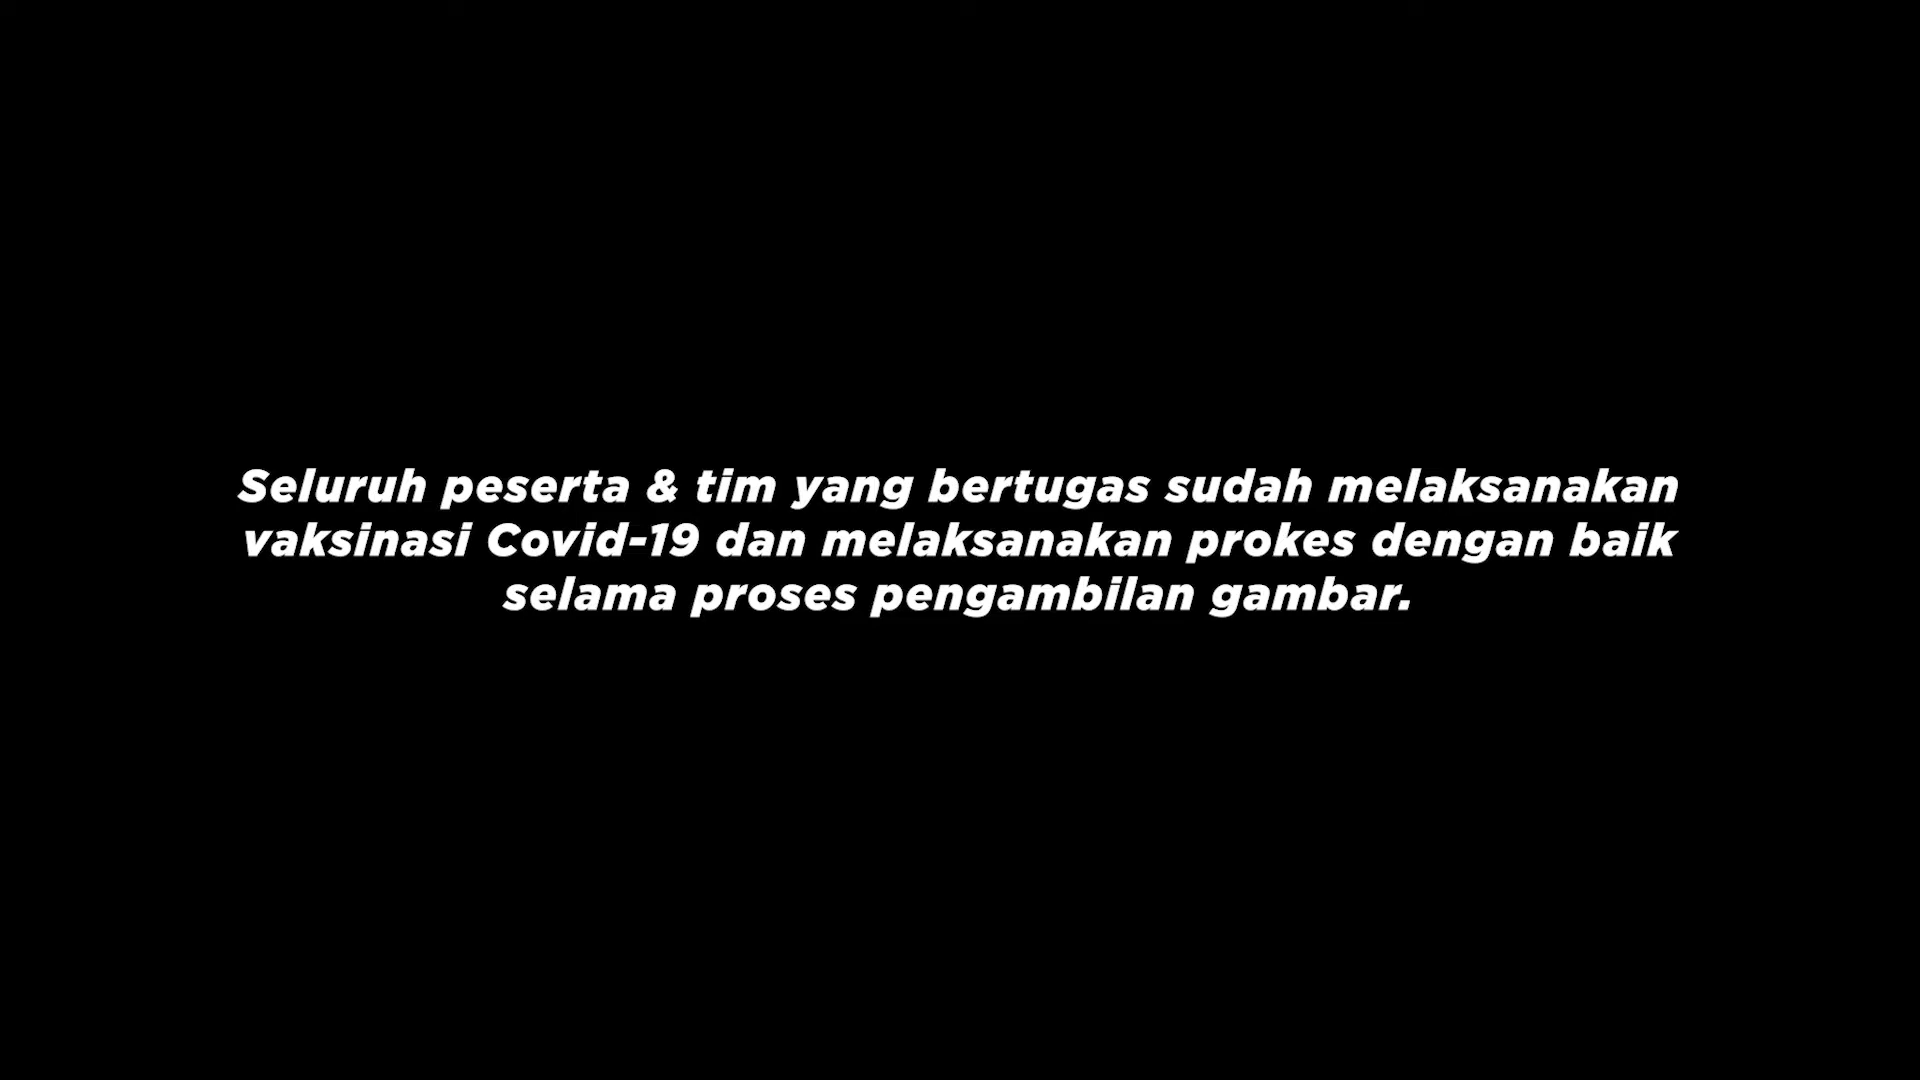 Seluruh peserta & tim yang bertugas sudah melaksanakan
vaksinasi Covid-19 dan melaksanakan prokes dengan baik
selama proses pengambilan gambar.